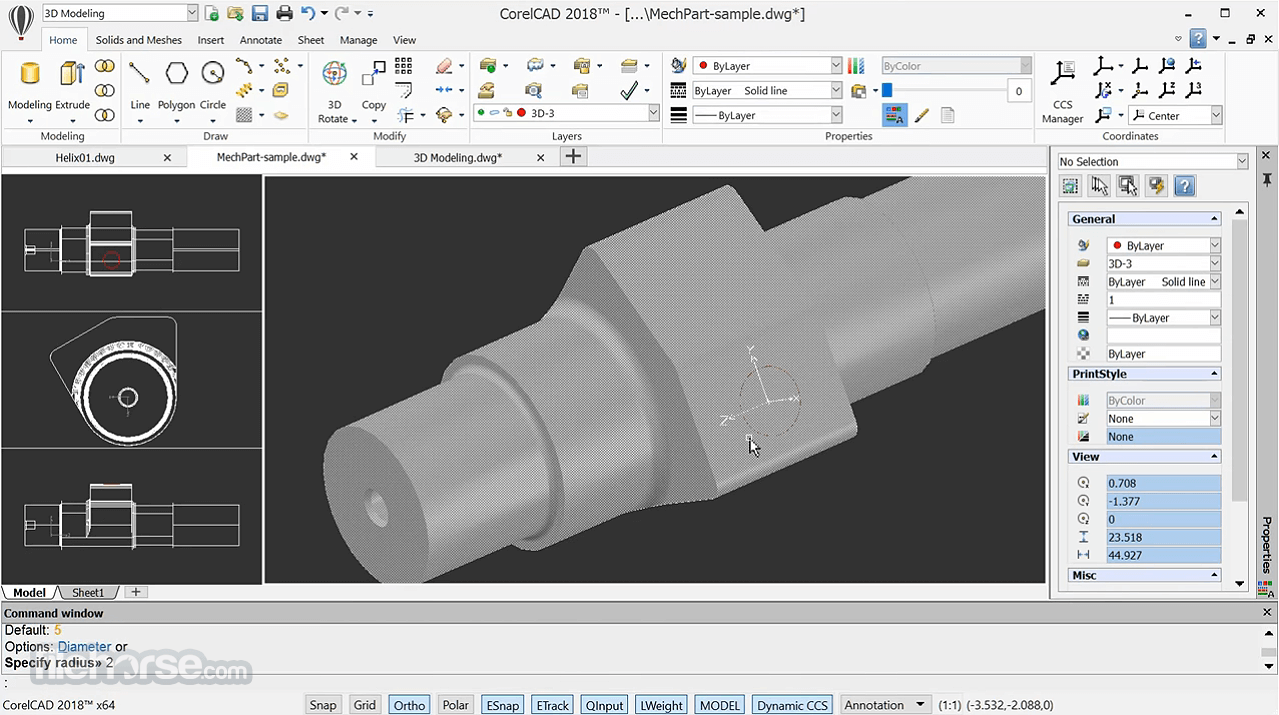 3D Modeling
CorelCAD 2018™ - [...\MechPart-sample.dwg*]
Home Solids and Meshes Insert Annotate Sheet Manage View
ByLayer
ByColor
ByLayer Solid line
0
ByLayer
3D-3
Modeling Extrude
Line Polygon Circle
3D Rotate Copy
CCS Manager
Center
Modeling Draw Modify Layers Properties Coordinates
Helix01.dwg MechPart-sample.dwg* 3D Modeling.dwg*
No Selection
General
ByLayer
3D-3
ByLayer Solid line
1
ByLayer
ByLayer
PrintStyle
ByColor
None
None
View
0.708
-1.377
0
23.518
44.927
Misc
Properties
Y
X
Z
Model Sheet1
Command window
Default: 5
Options: Diameter or
Specify radius» 2
filehorse.com
:
CorelCAD 2018™ x64 Snap Grid Ortho Polar ESnap ETrack QInput LWeight MODEL Dynamic CCS Annotation (1:1) (-3.532,-2.088,0)